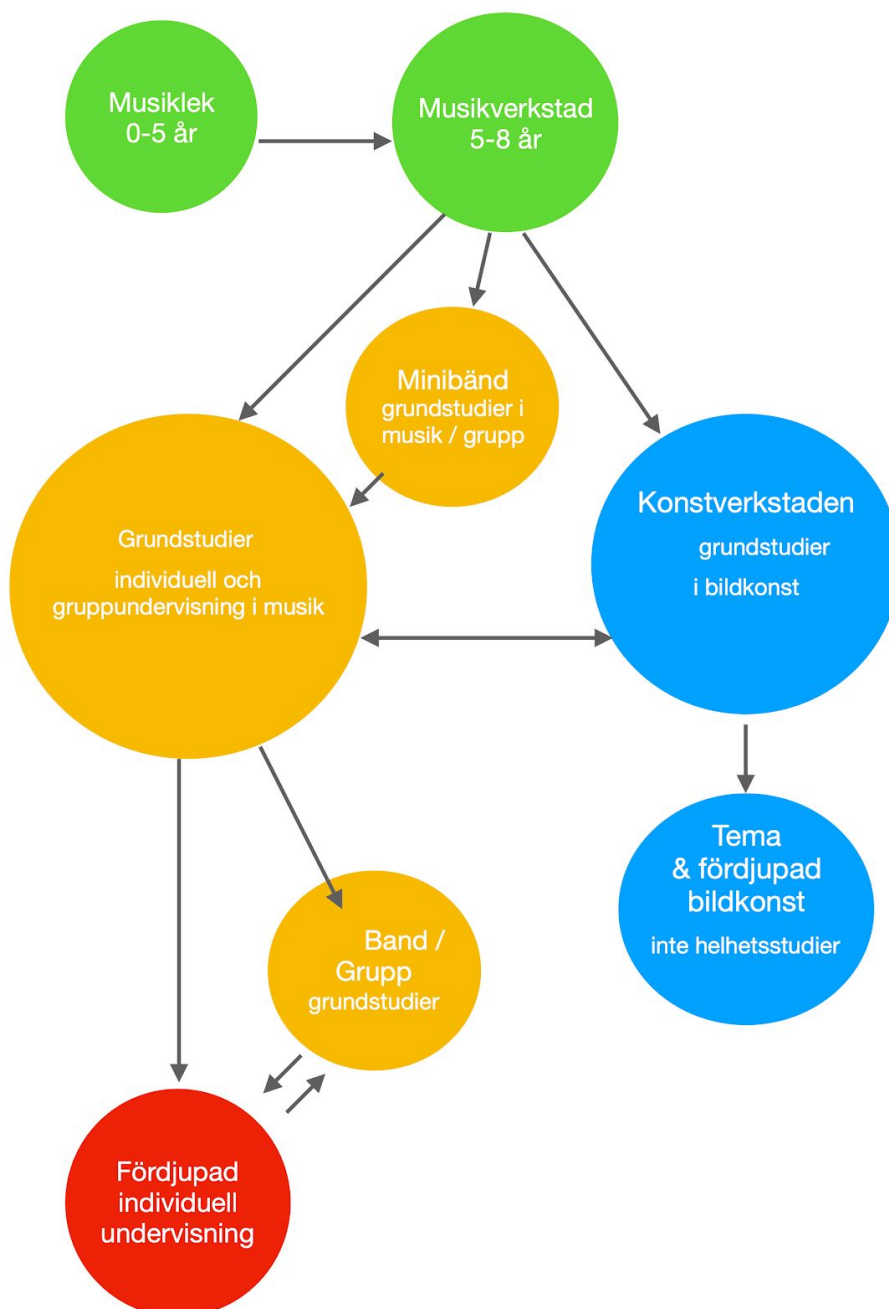 Musiklek
0-5 år
Musikverkstad
5-8 år
Minibänd
grundstudier i
musik / grupp
Grundstudier
individuell och
gruppundervisning i musik
Konstverkstaden
grundstudier
i bildkonst
Tema
& fördjupad
bildkonst
inte helhetsstudier
Band /
Grupp
grundstudier
Fördjupad
individuell
undervisning